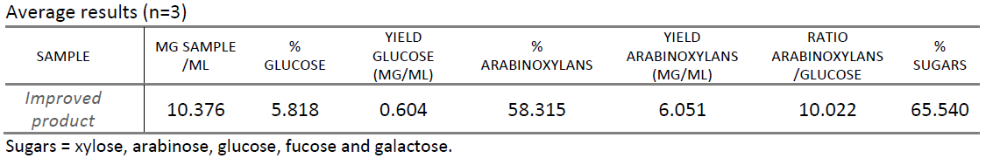 Average results (n=3)
SAMPLE MG SAMPLE /ML % GLUCOSE YIELD GLUCOSE (MG/ML) % ARABINOXYLANS YIELD ARABINOXYLANS (MG/ML) RATIO ARABINOXYLANS /GLUCOSE % SUGARS
Improved product 10.376 5.818 0.604 58.315 6.051 10.022 65.540
Sugars = xylose, arabinose, glucose, fucose and galactose.